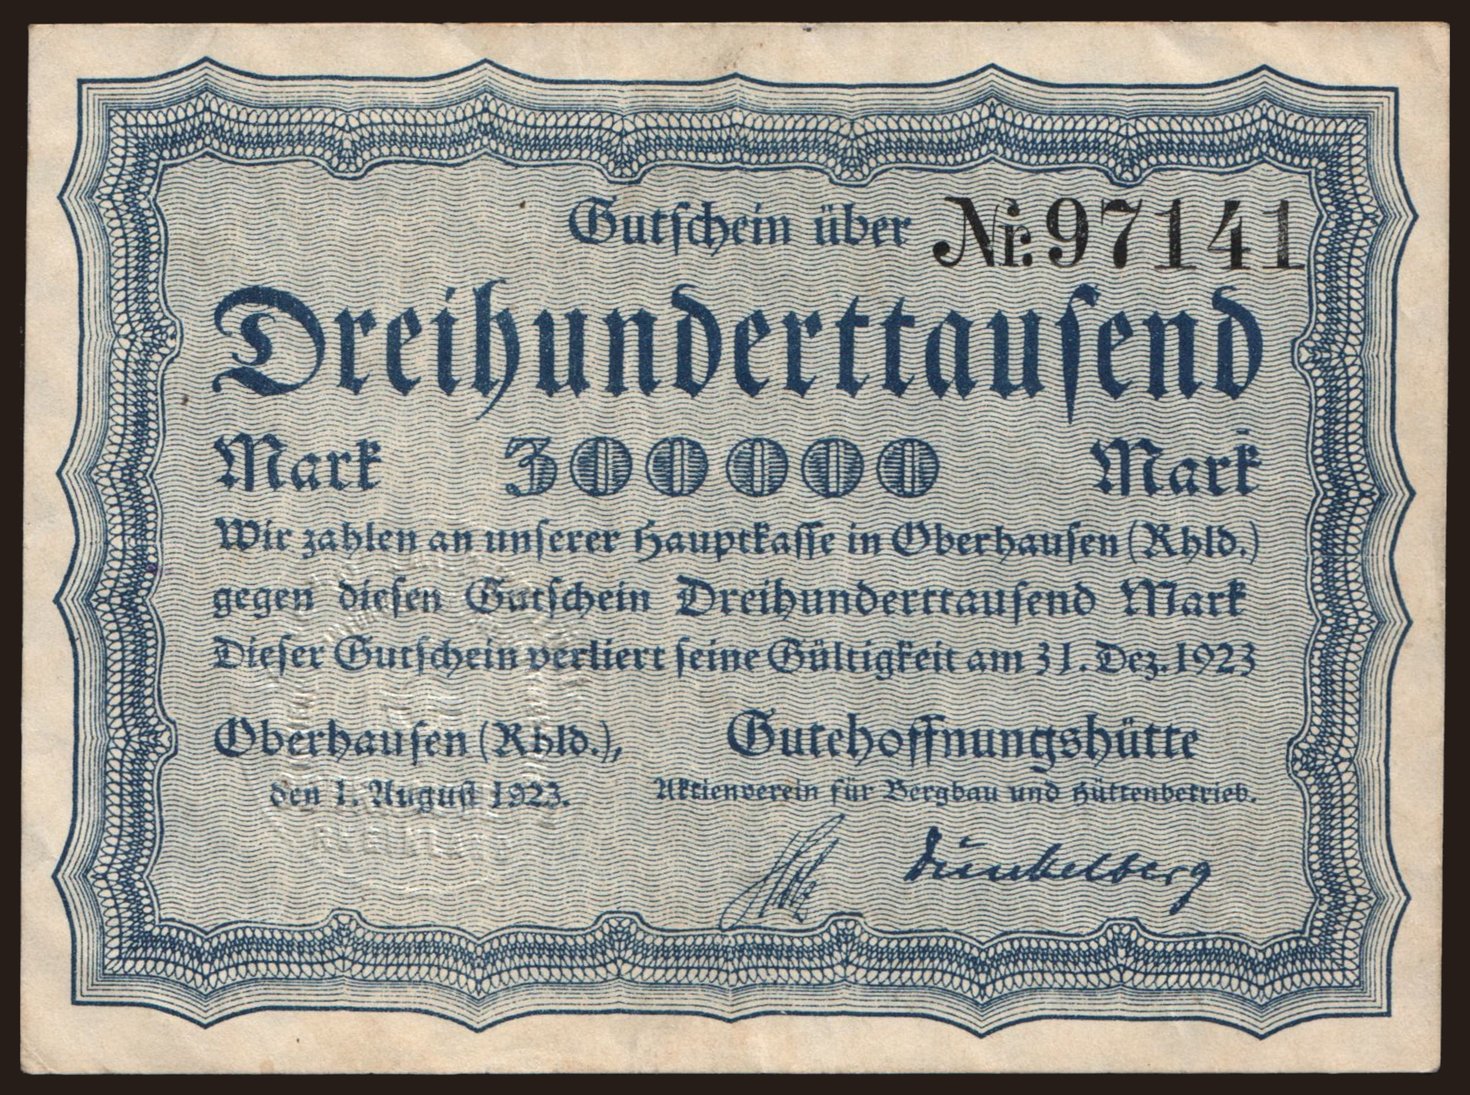 Gutschein über Nr. 97141
Dreihunderttausend
Mark 300000 Mark
Wir zahlen an unserer Hauptkasse in Oberhausen (Rhld.)
gegen diesen Gutschein Dreihunderttausend Mark
Dieser Gutschein verliert seine Gültigkeit am 31. Dez. 1923
Oberhausen (Rhld.), Gutehoffnungshütte
den 1. August 1923. Aktienverein für Bergbau und Hüttenbetrieb.
Dunkelberg